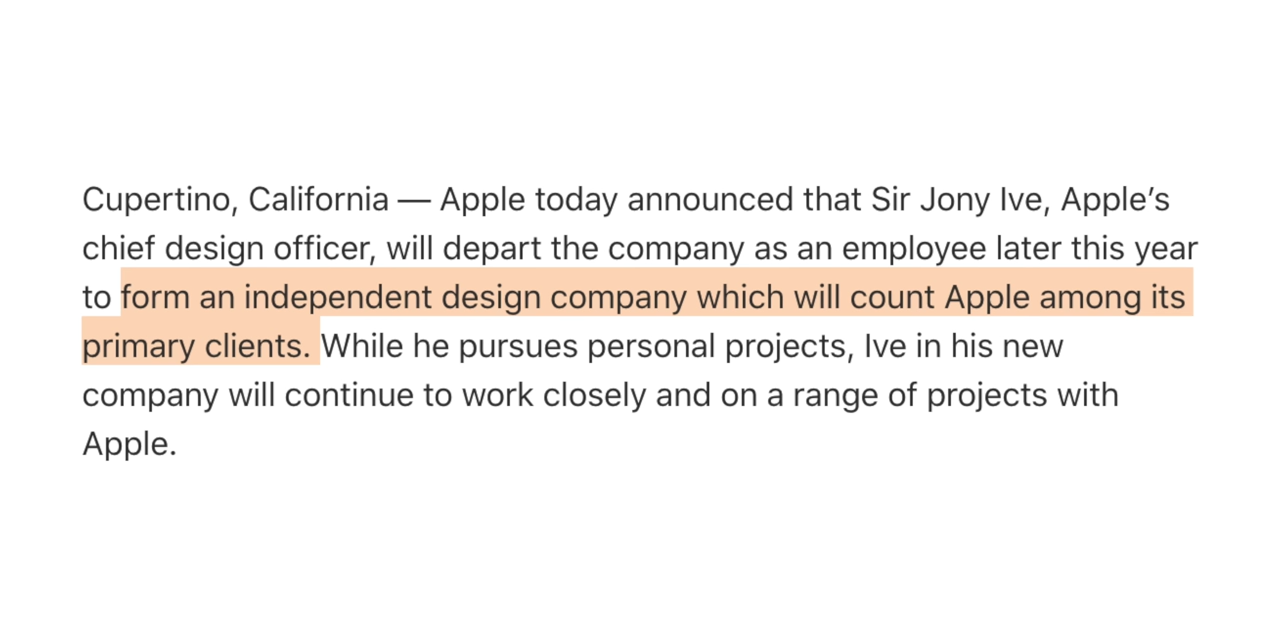 Cupertino, California — Apple today announced that Sir Jony Ive, Apple’s
chief design officer, will depart the company as an employee later this year
to form an independent design company which will count Apple among its
primary clients. While he pursues personal projects, Ive in his new
company will continue to work closely and on a range of projects with
Apple.